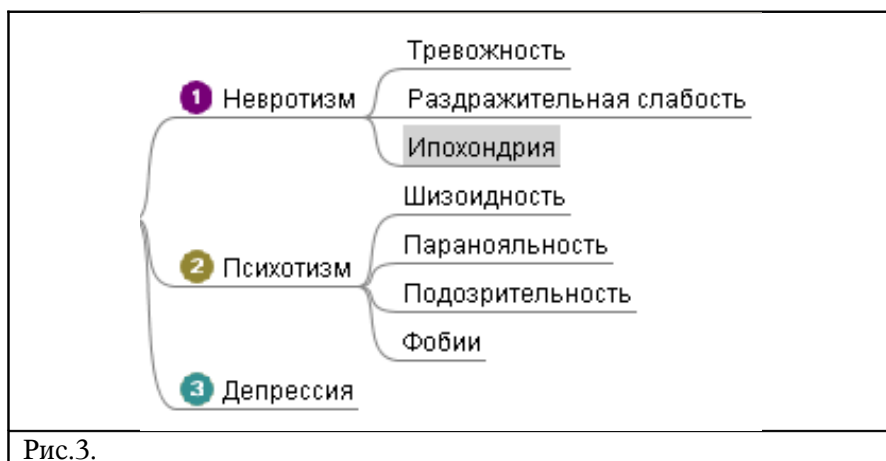 1 Невротизм
Тревожность
Раздражительная слабость
Ипохондрия
2 Психотизм
Шизоидность
Паранояльность
Подозрительность
Фобии
3 Депрессия
Рис.3.